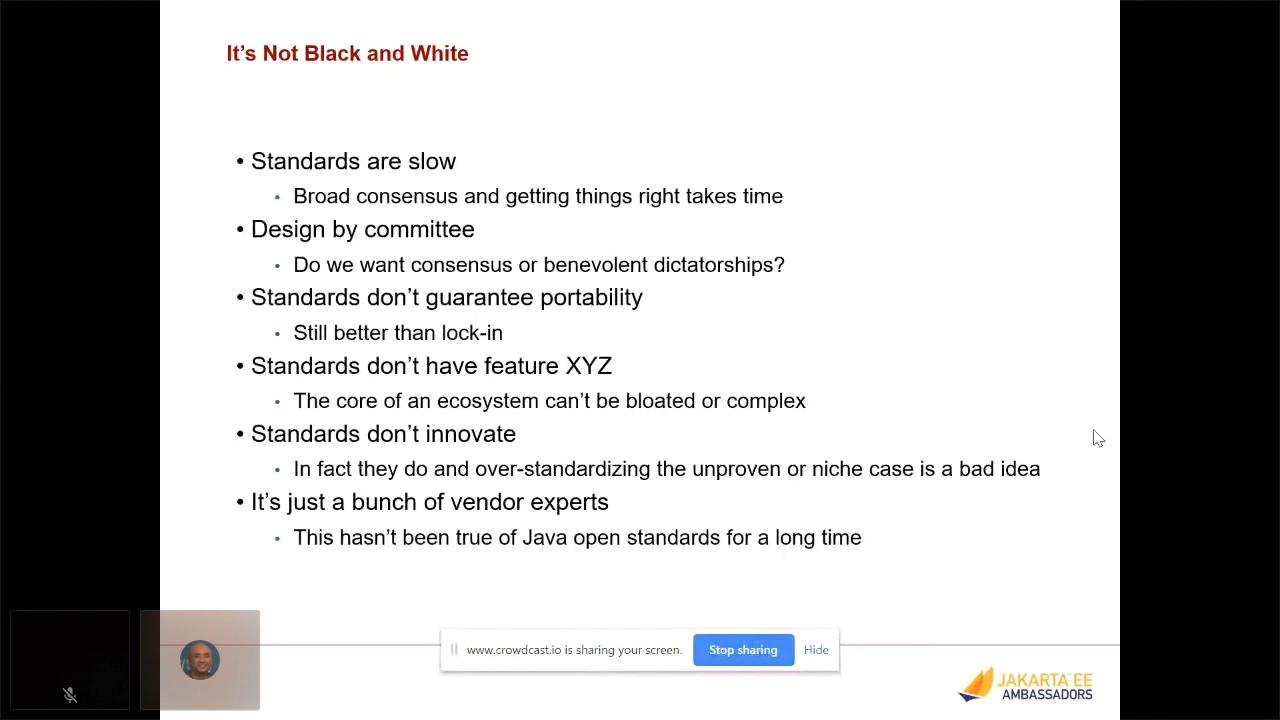 It’s Not Black and White
• Standards are slow
• Broad consensus and getting things right takes time
• Design by committee
• Do we want consensus or benevolent dictatorships?
• Standards don’t guarantee portability
• Still better than lock-in
• Standards don’t have feature XYZ
• The core of an ecosystem can’t be bloated or complex
• Standards don’t innovate
• In fact they do and over-standardizing the unproven or niche case is a bad idea
• It’s just a bunch of vendor experts
• This hasn’t been true of Java open standards for a long time
www.crowdcast.io is sharing your screen. Stop sharing Hide
JAKARTA EE
AMBASSADORS